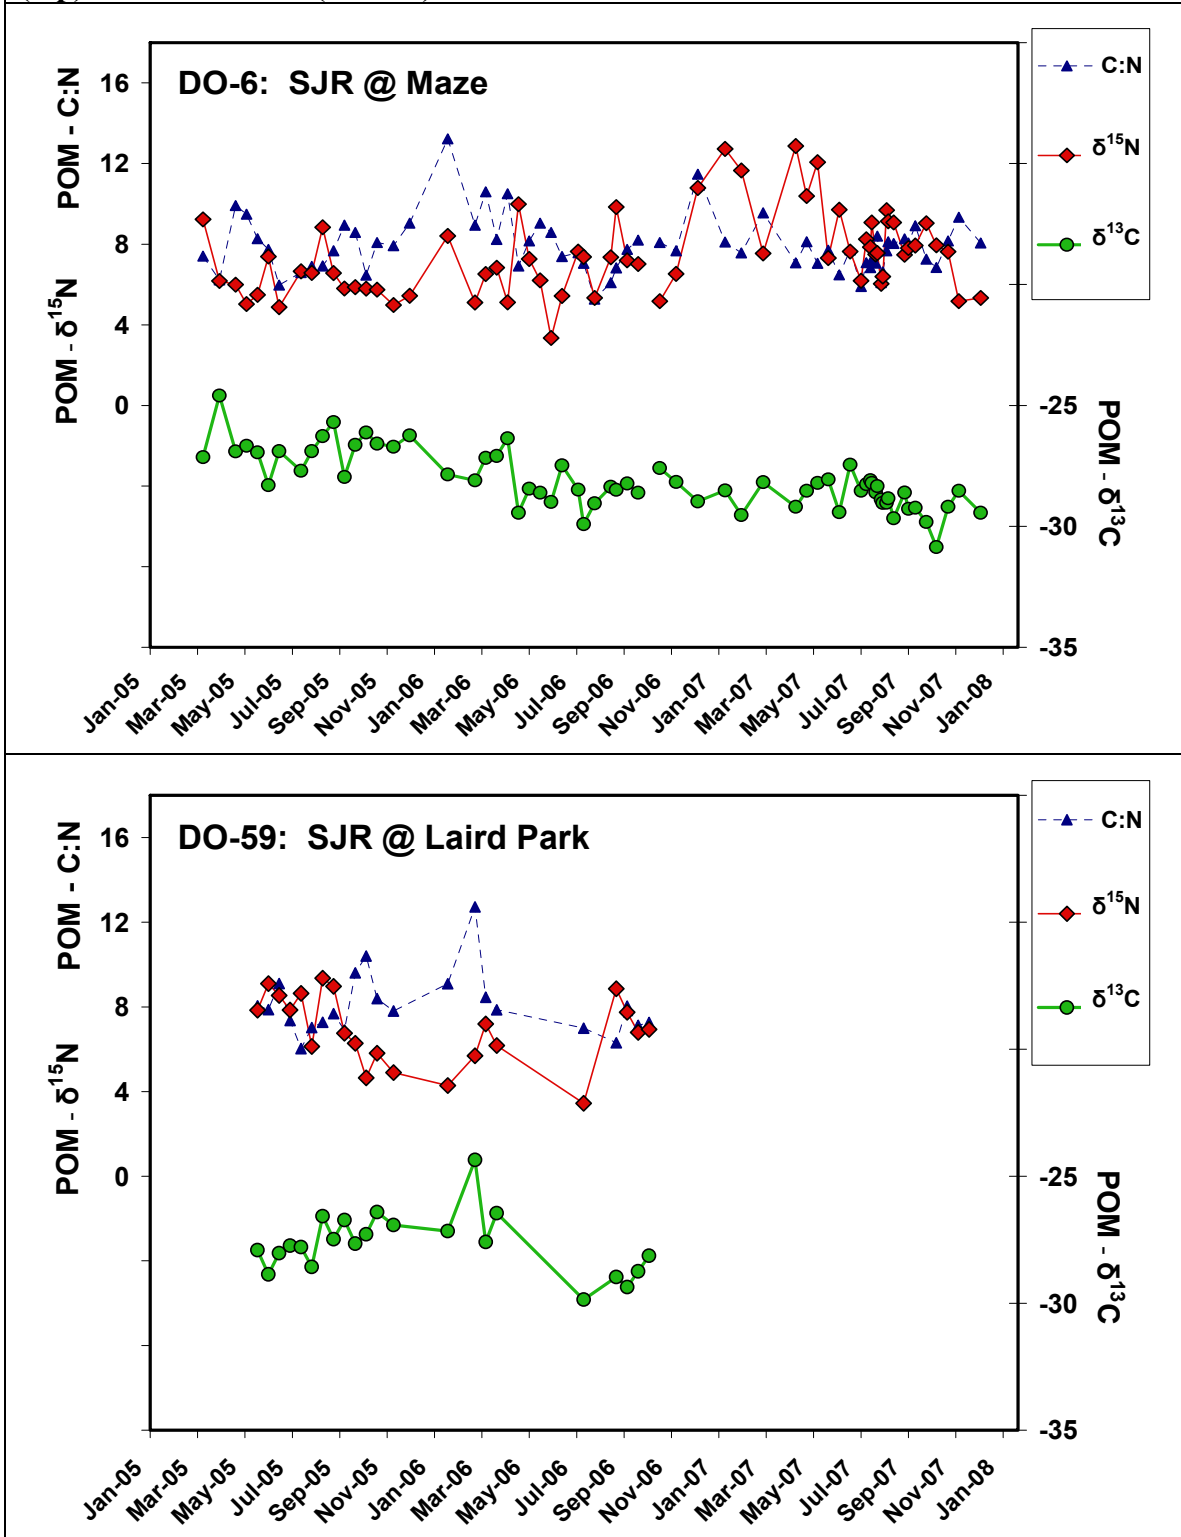 DO-6: SJR @ Maze
POM - C:N
POM - δ15N
16
12
8
4
0
-25
-30
-35
POM - δ13C
C:N
δ15N
δ13C
Jan-05
Mar-05
May-05
Jul-05
Sep-05
Nov-05
Jan-06
Mar-06
May-06
Jul-06
Sep-06
Nov-06
Jan-07
Mar-07
May-07
Jul-07
Sep-07
Nov-07
Jan-08
DO-59: SJR @ Laird Park
POM - C:N
POM - δ15N
16
12
8
4
0
-25
-30
-35
POM - δ13C
C:N
δ15N
δ13C
Jan-05
Mar-05
May-05
Jul-05
Sep-05
Nov-05
Jan-06
Mar-06
May-06
Jul-06
Sep-06
Nov-06
Jan-07
Mar-07
May-07
Jul-07
Sep-07
Nov-07
Jan-08